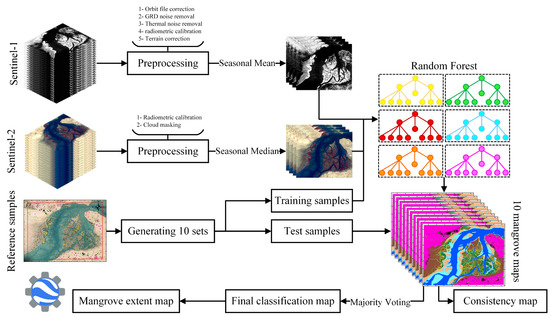 Sentinel-1
1- Orbit file correction
2- GRD noise removal
3- Thermal noise removal
4- radiometric calibration
5- Terrain correction
Preprocessing
Seasonal Mean
Random Forest
Sentinel-2
1- Radiometric calibration
2- Cloud masking
Preprocessing
Seasonal Median
Reference samples
Generating 10 sets
Training samples
Test samples
10 mangrove maps
Mangrove extent map
Final classification map
Majority Voting
Consistency map